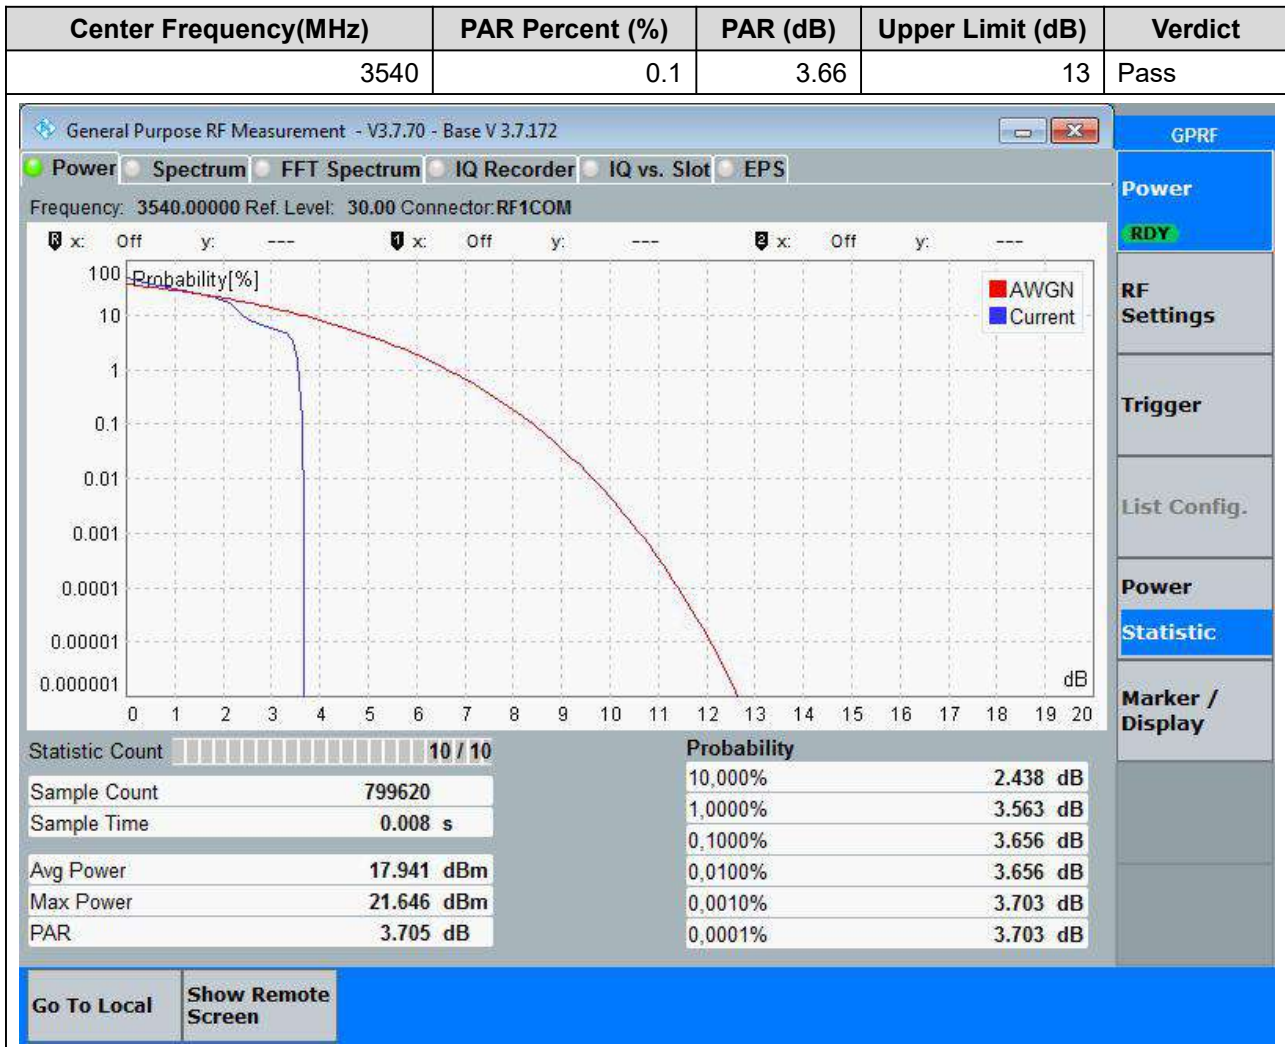 Center Frequency(MHz) PAR Percent (%) PAR (dB) Upper Limit (dB) Verdict
3540 0.1 3.66 13 Pass
General Purpose RF Measurement - V3.7.70 - Base V 3.7.172
GPRF
Power Spectrum FFT Spectrum IQ Recorder IQ vs. Slot EPS
Frequency: 3540.00000 Ref. Level: 30.00 Connector:RF1COM
R x: Off y: --- 1 x: Off y: --- 2 x: Off y: ---
Probability[%]
AWGN
Current
100
10
1
0.1
0.01
0.001
0.0001
0.00001
0.000001
dB
0 1 2 3 4 5 6 7 8 9 10 11 12 13 14 15 16 17 18 19 20
Statistic Count 10 / 10
Sample Count 799620
Sample Time 0.008 s
Avg Power 17.941 dBm
Max Power 21.646 dBm
PAR 3.705 dB
Probability
10,000% 2.438 dB
1,0000% 3.563 dB
0,1000% 3.656 dB
0,0100% 3.656 dB
0,0010% 3.703 dB
0,0001% 3.703 dB
Power
RDY
RF
Settings
Trigger
List Config.
Power
Statistic
Marker /
Display
Go To Local
Show Remote
Screen